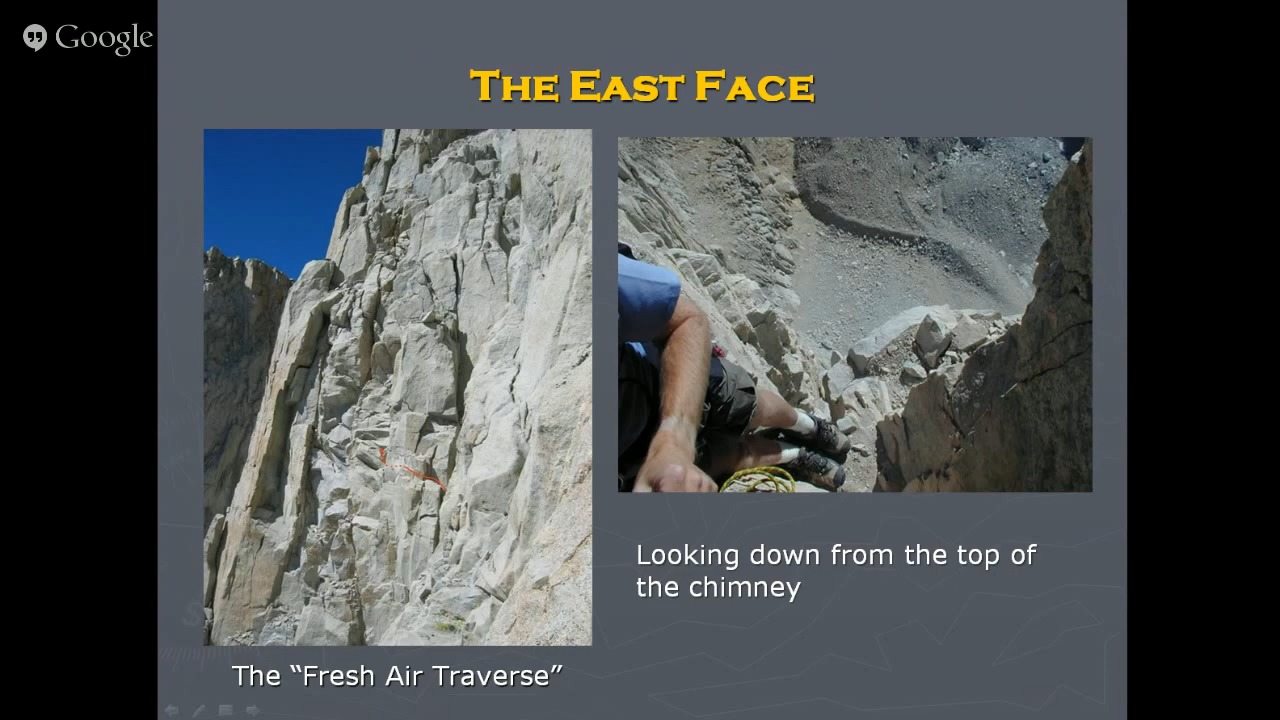 Google
The East Face
Looking down from the top of
the chimney
The “Fresh Air Traverse”